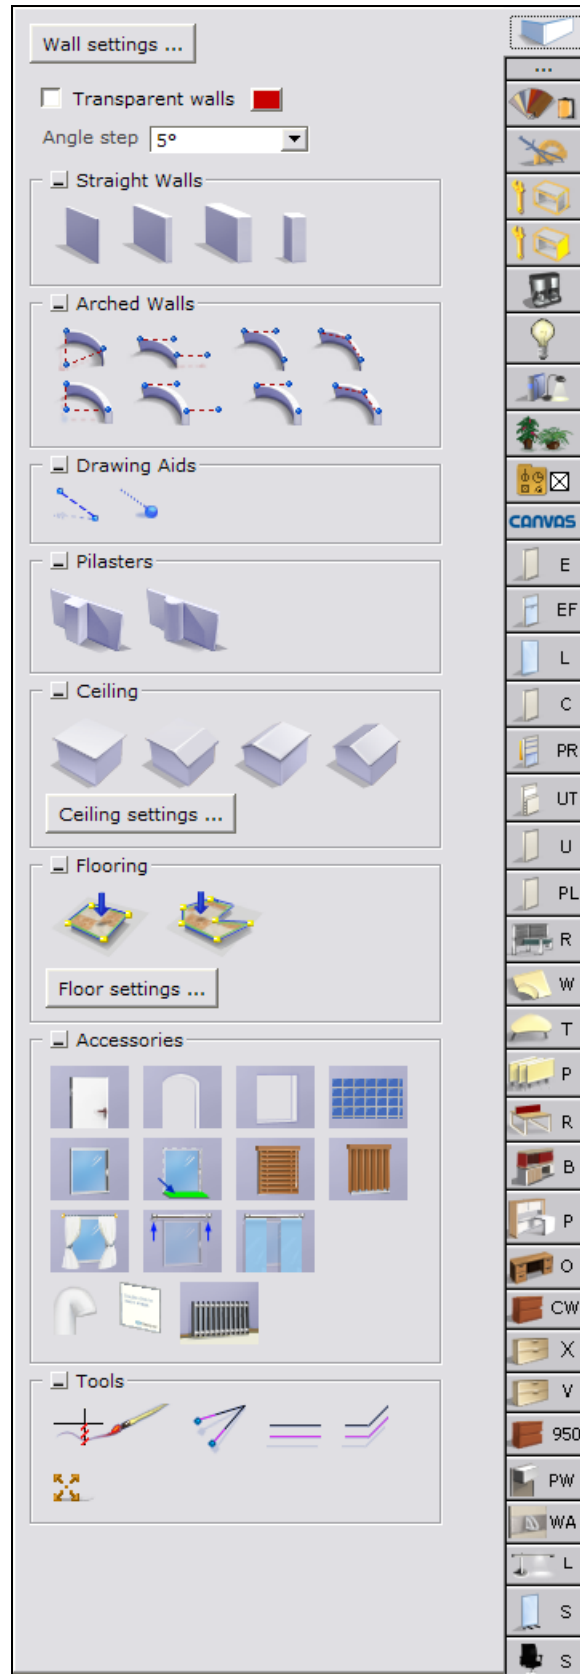 Wall settings ...
Transparent walls
Angle step 5°
Straight Walls
Arched Walls
Drawing Aids
Pilasters
Ceiling
Ceiling settings ...
Flooring
Floor settings ...
Accessories
Tools
...
canvas
E
EF
L
C
PR
UT
U
PL
R
W
T
P
R
B
P
O
CW
X
V
950
PW
WA
L
S
S